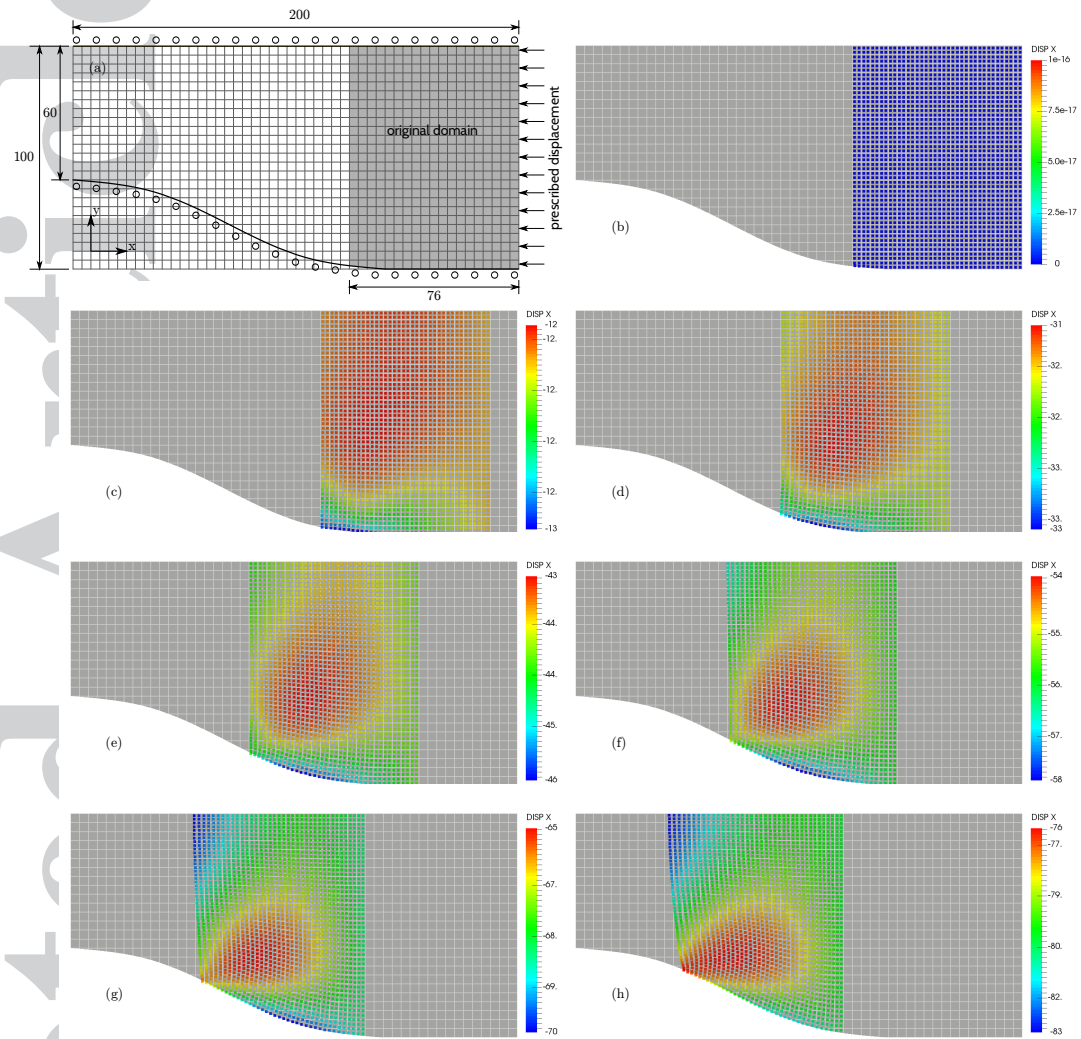 200
(a)
60
100
original domain
prescribed displacement
y
x
76
DISP X
1e-16
7.5e-17
5.0e-17
2.5e-17
0
(b)
DISP X
-12
-12.
-12.
-12.
-12.
-13
(c)
DISP X
-31
-32.
-32.
-33.
-33.
-33
(d)
DISP X
-43
-44.
-44.
-45.
-46
(e)
DISP X
-54
-55.
-56.
-57.
-58
(f)
DISP X
-65
-67.
-68.
-69.
-70
(g)
DISP X
-76
-77.
-79.
-80.
-82.
-83
(h)